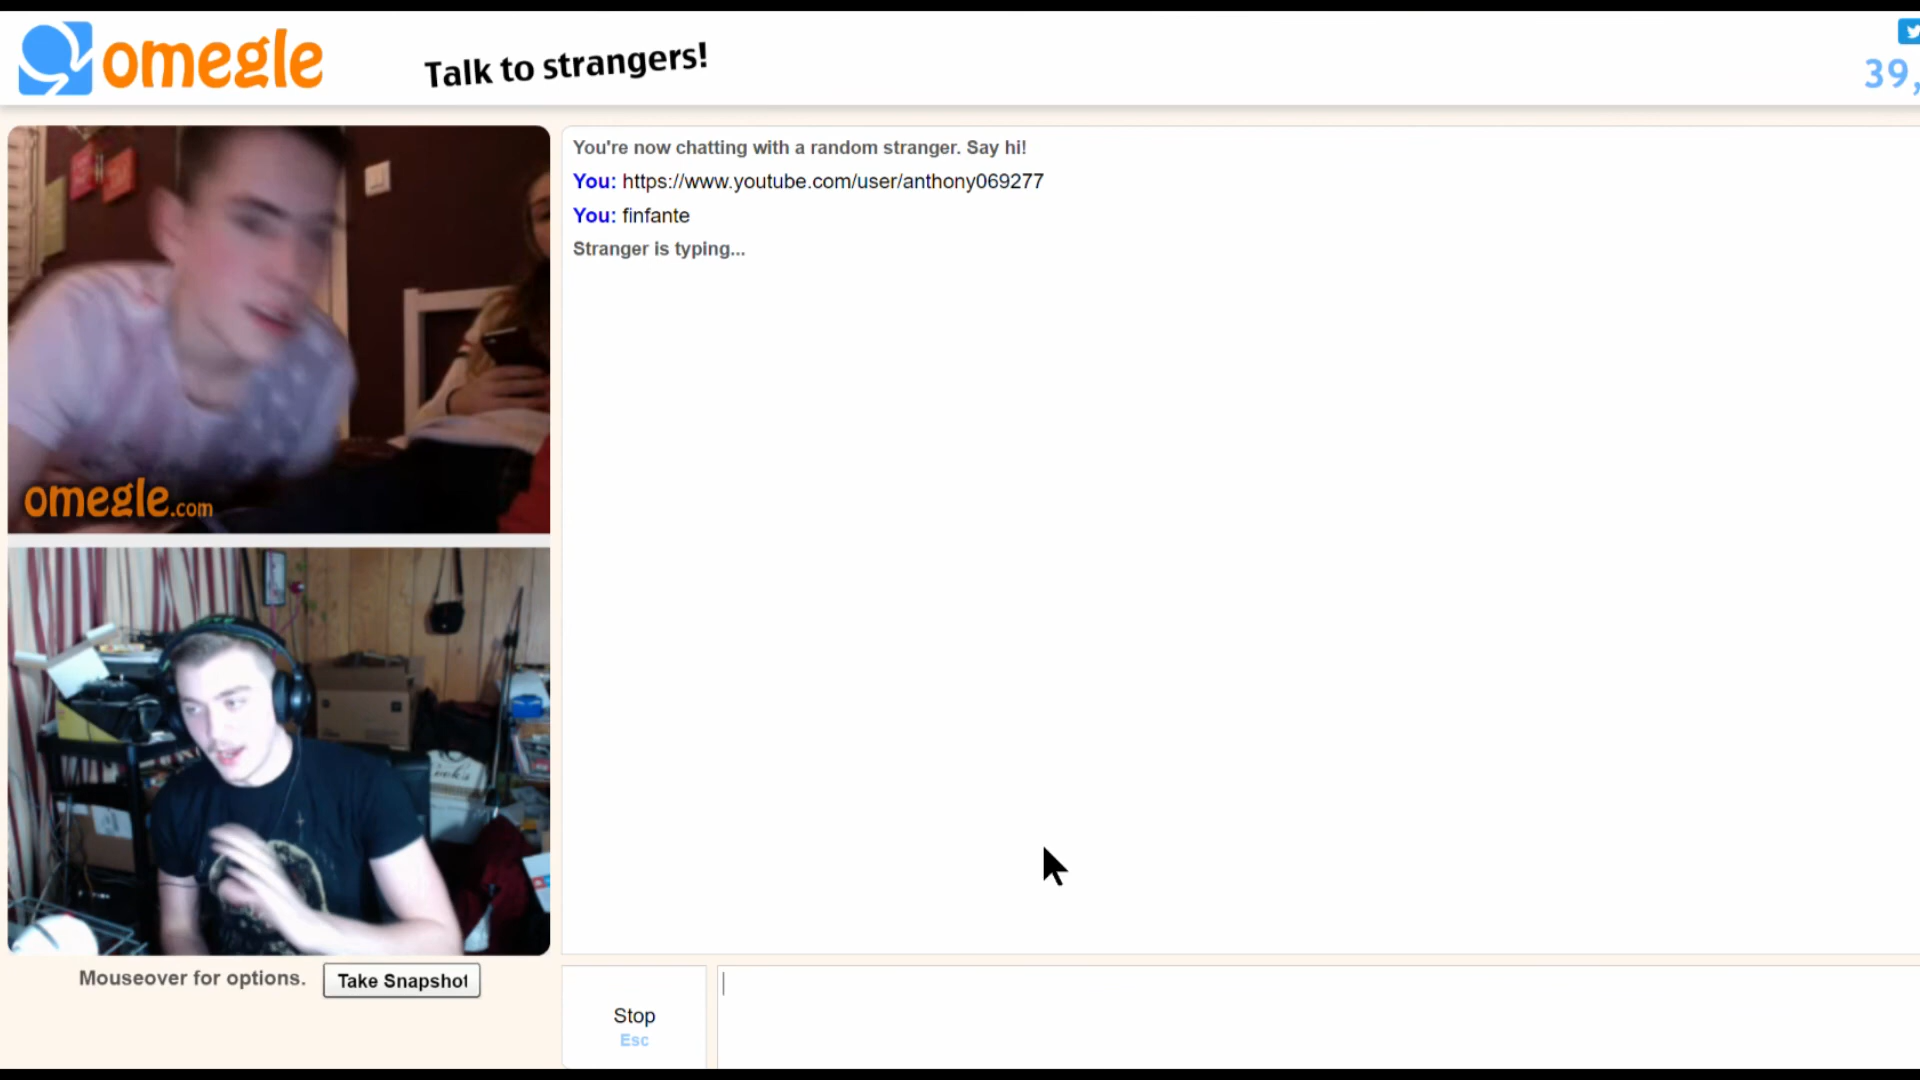 omegle
Talk to strangers!
39,
You're now chatting with a random stranger. Say hi!
You: https://www.youtube.com/user/anthony069277
You: finfante
Stranger is typing...
omegle.com
Mouseover for options.
Take Snapshot
Stop
Esc